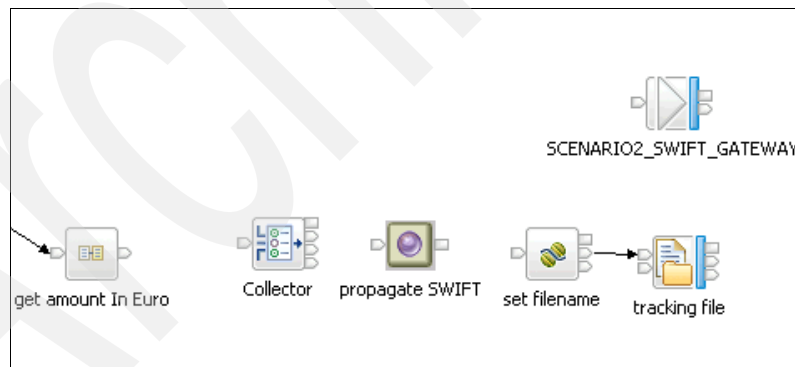 SCENARIO2_SWIFT_GATEWAY
get amount In Euro
Collector
propagate SWIFT
set filename
tracking file